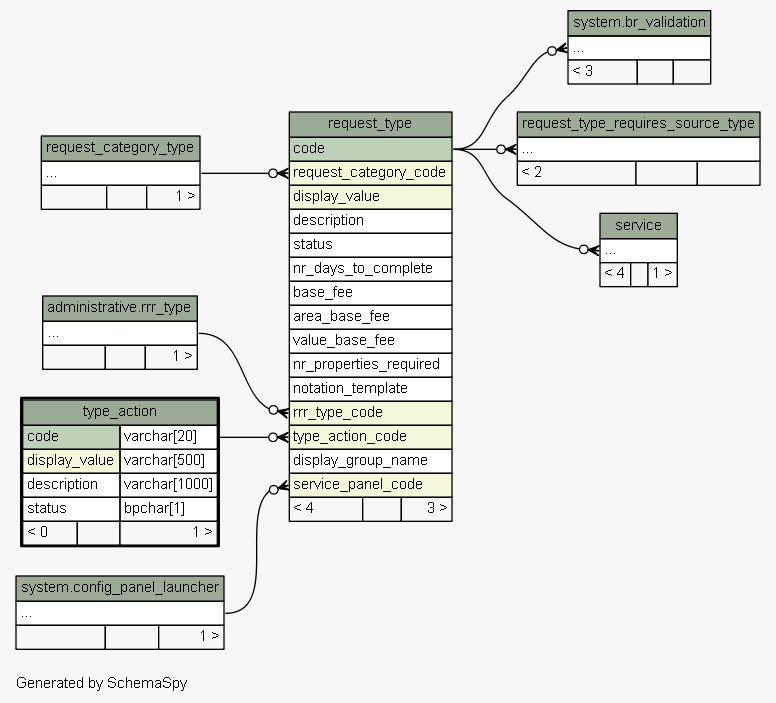 system.br_validation
...
< 3
request_type
code
request_category_code
display_value
description
status
nr_days_to_complete
base_fee
area_base_fee
value_base_fee
nr_properties_required
notation_template
rrr_type_code
type_action_code
display_group_name
service_panel_code
< 4 3 >
request_type_requires_source_type
...
< 2
request_category_type
...
1 >
service
...
< 4 1 >
administrative.rrr_type
...
1 >
type_action
code varchar[20]
display_value varchar[500]
description varchar[1000]
status bpchar[1]
< 0 1 >
system.config_panel_launcher
...
1 >
Generated by SchemaSpy